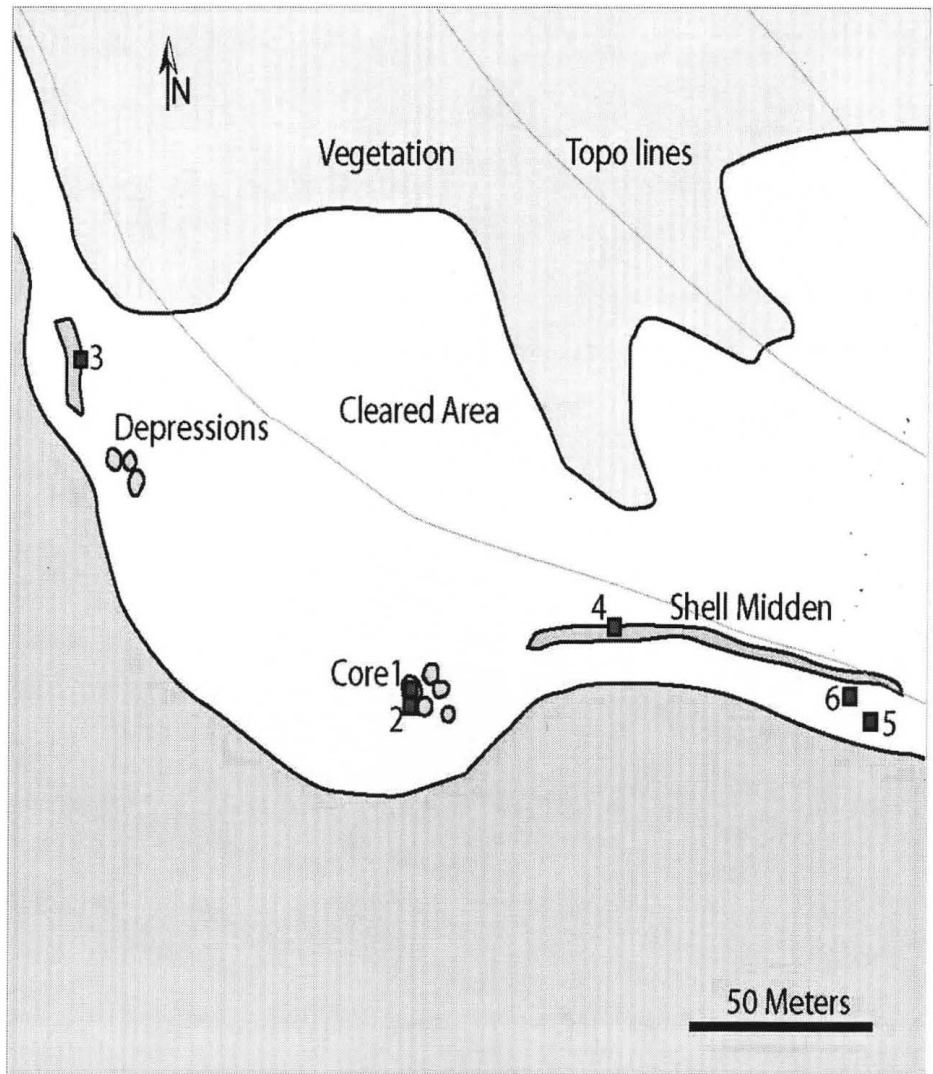 N
Vegetation
Topo lines
3
Cleared Area
Depressions
4
Shell Midden
Core1
2
6
5
50 Meters